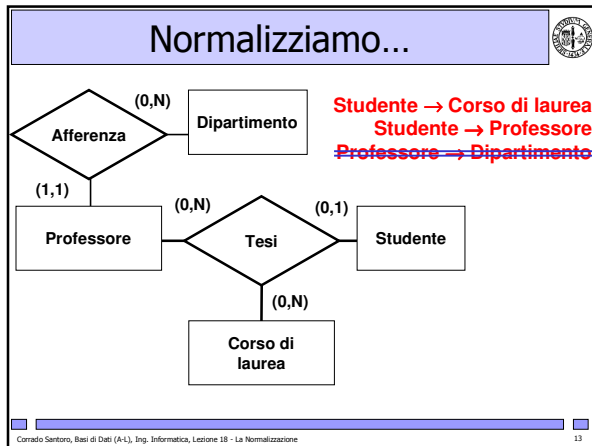 Normalizziamo...
(0,N)
Afferenza
Dipartimento
Studente → Corso di laurea
Studente → Professore
Professore → Dipartimento
(1,1)
(0,N)
(0,1)
Professore
Tesi
Studente
(0,N)
Corso di
laurea
Corrado Santoro, Basi di Dati (A-L), Ing. Informatica, Lezione 18 - La Normalizzazione
13